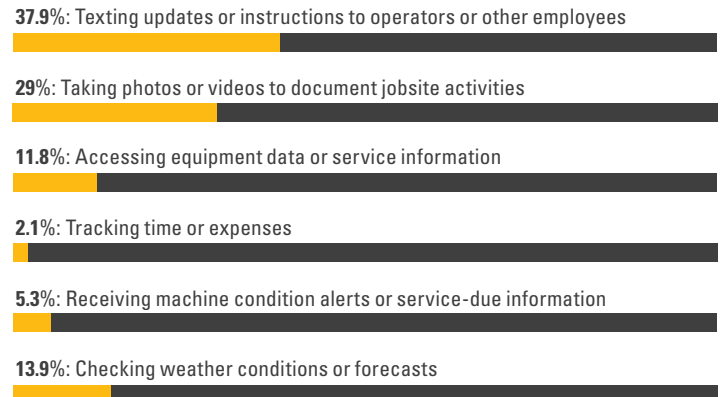 37.9%: Texting updates or instructions to operators or other employees
29%: Taking photos or videos to document jobsite activities
11.8%: Accessing equipment data or service information
2.1%: Tracking time or expenses
5.3%: Receiving machine condition alerts or service-due information
13.9%: Checking weather conditions or forecasts